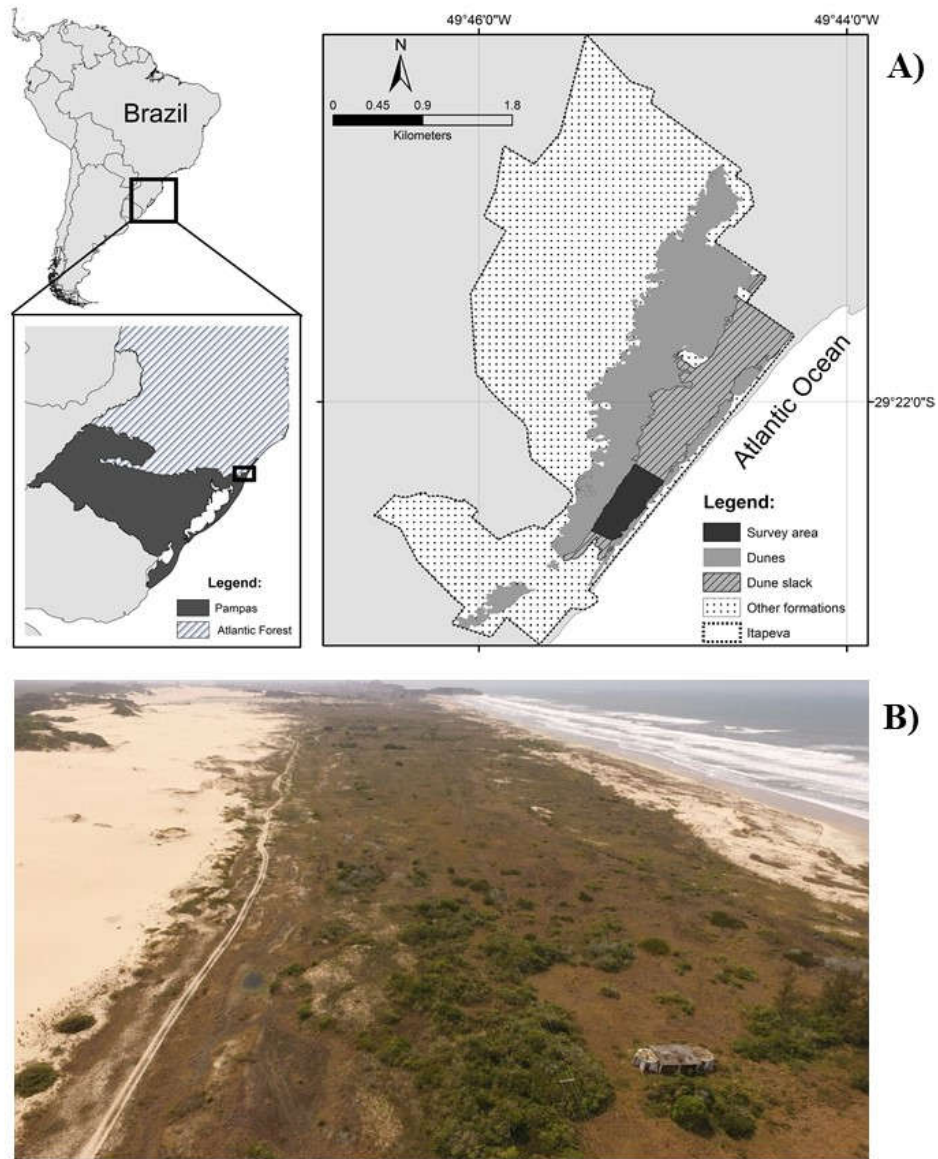 49°46'0"W
49°44'0"W
A)
N
0 0.45 0.9 1.8
Kilometers
Brazil
29°22'0"S
Atlantic Ocean
Legend:
Survey area
Dunes
Dune slack
Other formations
Itapeva
Legend:
Pampas
Atlantic Forest
B)